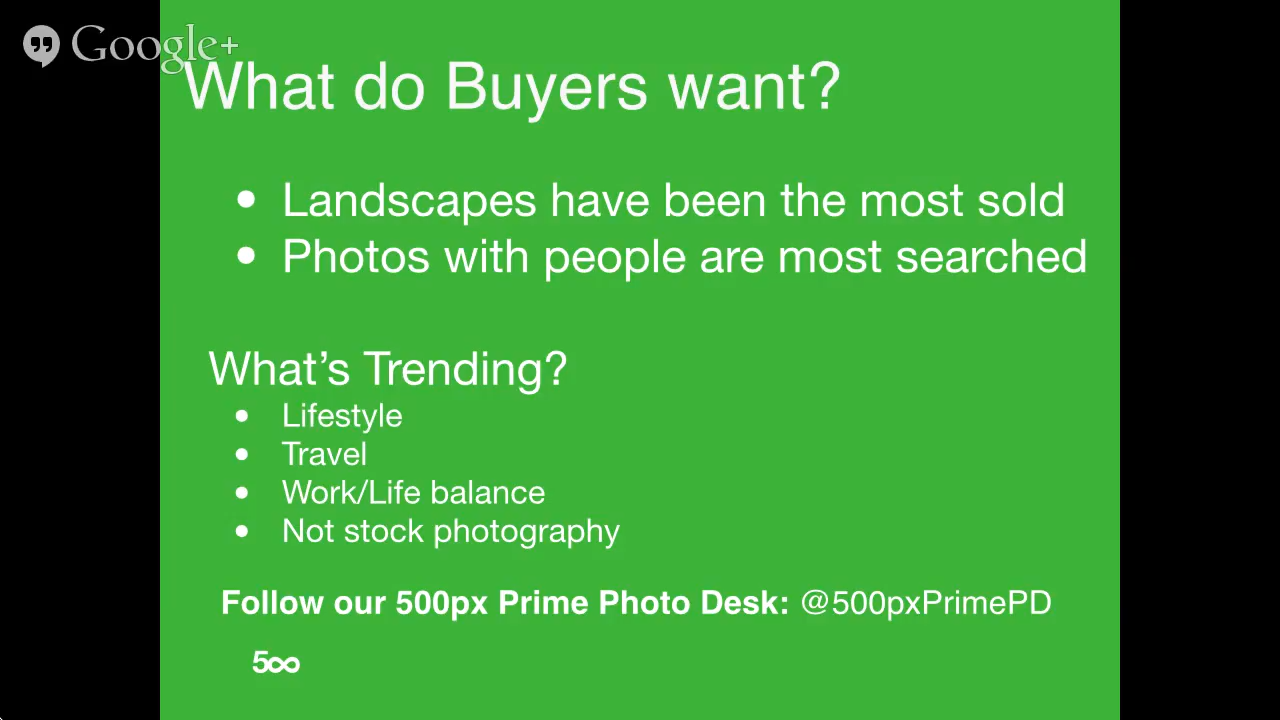 Google+
What do Buyers want?
• Landscapes have been the most sold
• Photos with people are most searched
What’s Trending?
• Lifestyle
• Travel
• Work/Life balance
• Not stock photography
Follow our 500px Prime Photo Desk: @500pxPrimePD
5∞